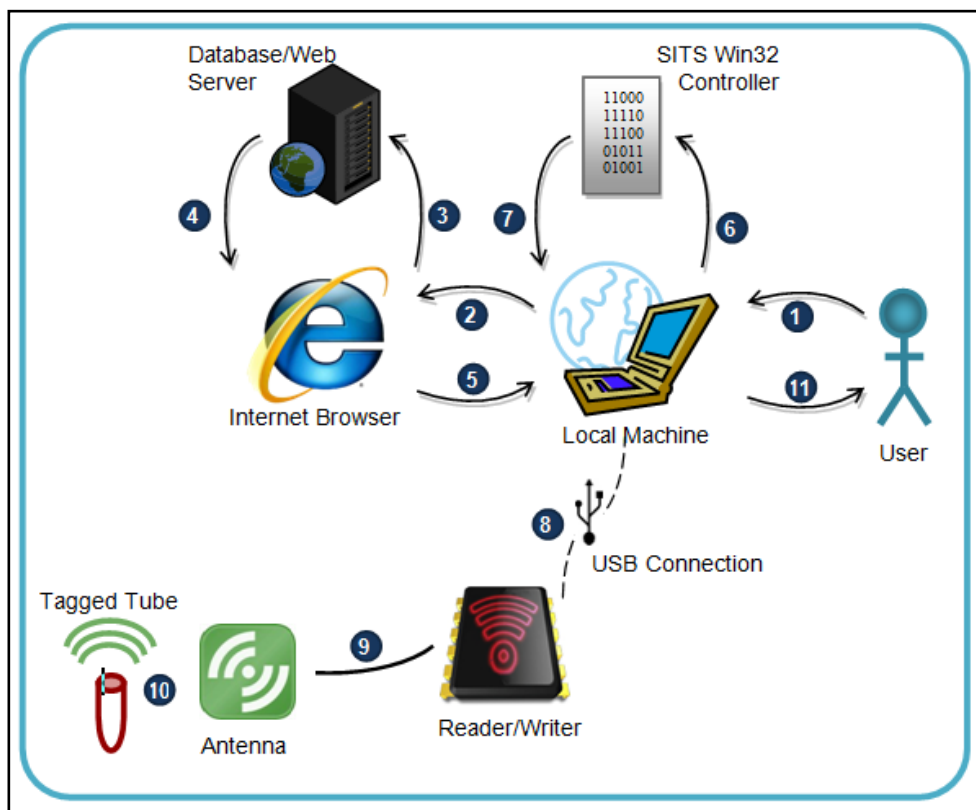 Database/Web
Server
SITS Win32
Controller
11000
11110
11100
01011
01001
4
3
7
6
2
1
5
11
Internet Browser
Local Machine
User
8
USB Connection
Tagged Tube
9
10
Antenna
Reader/Writer